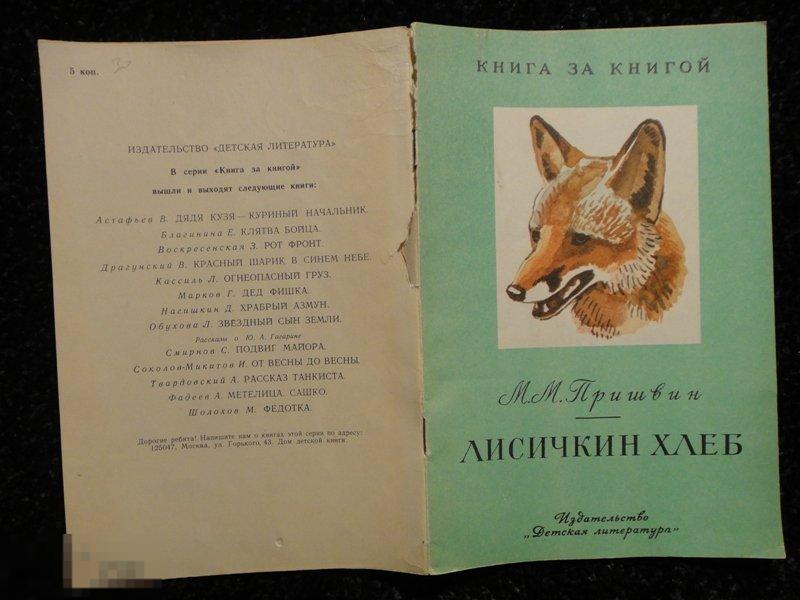 5 коп.
30
ИЗДАТЕЛЬСТВО «ДЕТСКАЯ ЛИТЕРАТУРА»
В серии «Книга за книгой»
вышли и выходят следующие книги:
Астафьев В. ДЯДЯ КУЗЯ — КУРИНЫЙ НАЧАЛЬНИК.
Благинина Е. КЛЯТВА БОЙЦА.
Воскресенская З. РОТ ФРОНТ.
Драгунский В. КРАСНЫЙ ШАРИК В СИНЕМ НЕБЕ.
Кассиль Л. ОГНЕОПАСНЫЙ ГРУЗ.
Марков Г. ДЕД ФИШКА.
Нагишкин Д. ХРАБРЫЙ АЗМУН.
Обухова Л. ЗВЁЗДНЫЙ СЫН ЗЕМЛИ.
Рассказы о Ю. А. Гагарине
Смирнов С. ПОДВИГ МАЙОРА.
Соколов-Микитов И. ОТ ВЕСНЫ ДО ВЕСНЫ.
Твардовский А. РАССКАЗ ТАНКИСТА.
Фадеев А. МЕТЕЛИЦА. САШКО.
Шолохов М. ФЕДОТКА.
Дорогие ребята! Напишите нам о книгах этой серии по адресу:
125047, Москва, ул. Горького, 43. Дом детской книги.
КНИГА ЗА КНИГОЙ
М. М. Пришвин
ЛИСИЧКИН ХЛЕБ
Издательство
„Детская литература"